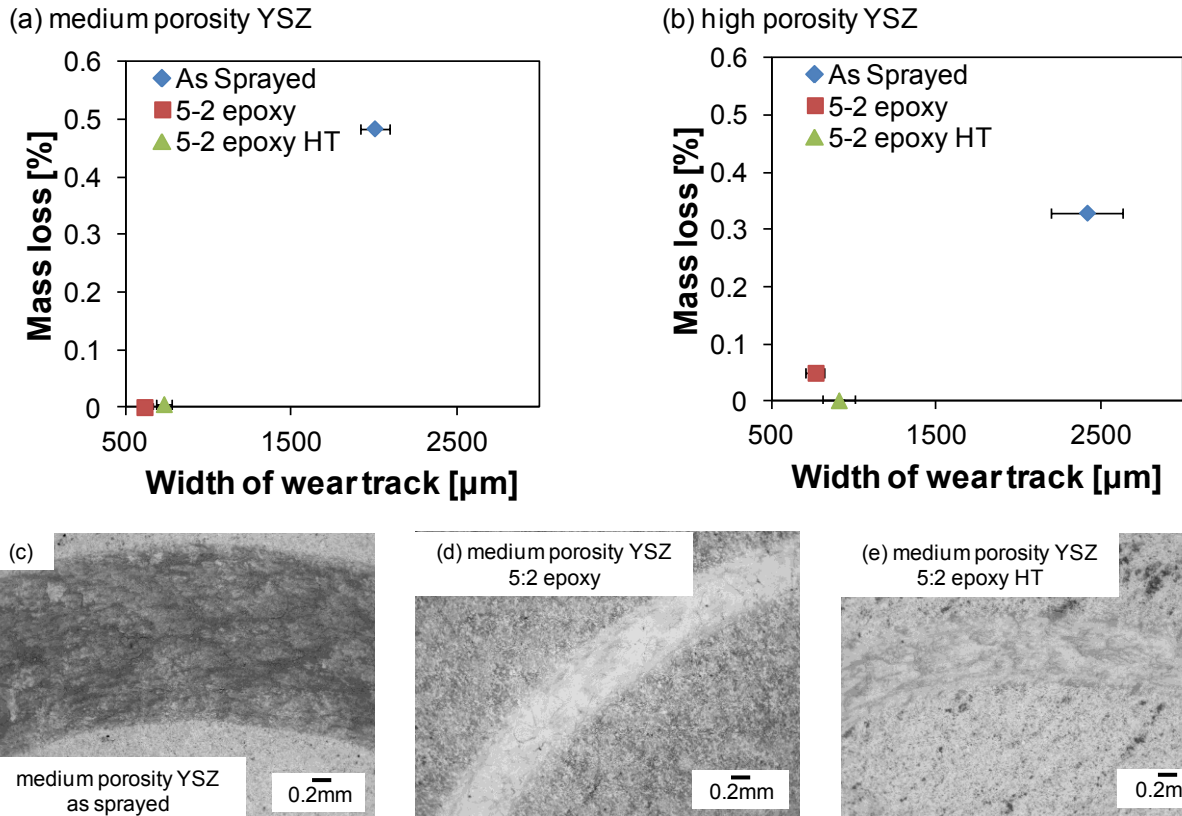 (a) medium porosity YSZ
0.6
0.5
0.4
0.3
0.2
0.1
0
500
1500
2500
Mass loss [%]
Width of wear track [µm]
As Sprayed
5-2 epoxy
5-2 epoxy HT
(b) high porosity YSZ
0.6
0.5
0.4
0.3
0.2
0.1
0
500
1500
2500
Mass loss [%]
Width of wear track [µm]
As Sprayed
5-2 epoxy
5-2 epoxy HT
(c)
medium porosity YSZ
as sprayed
0.2mm
(d) medium porosity YSZ
5:2 epoxy
0.2mm
(e) medium porosity YSZ
5:2 epoxy HT
0.2m